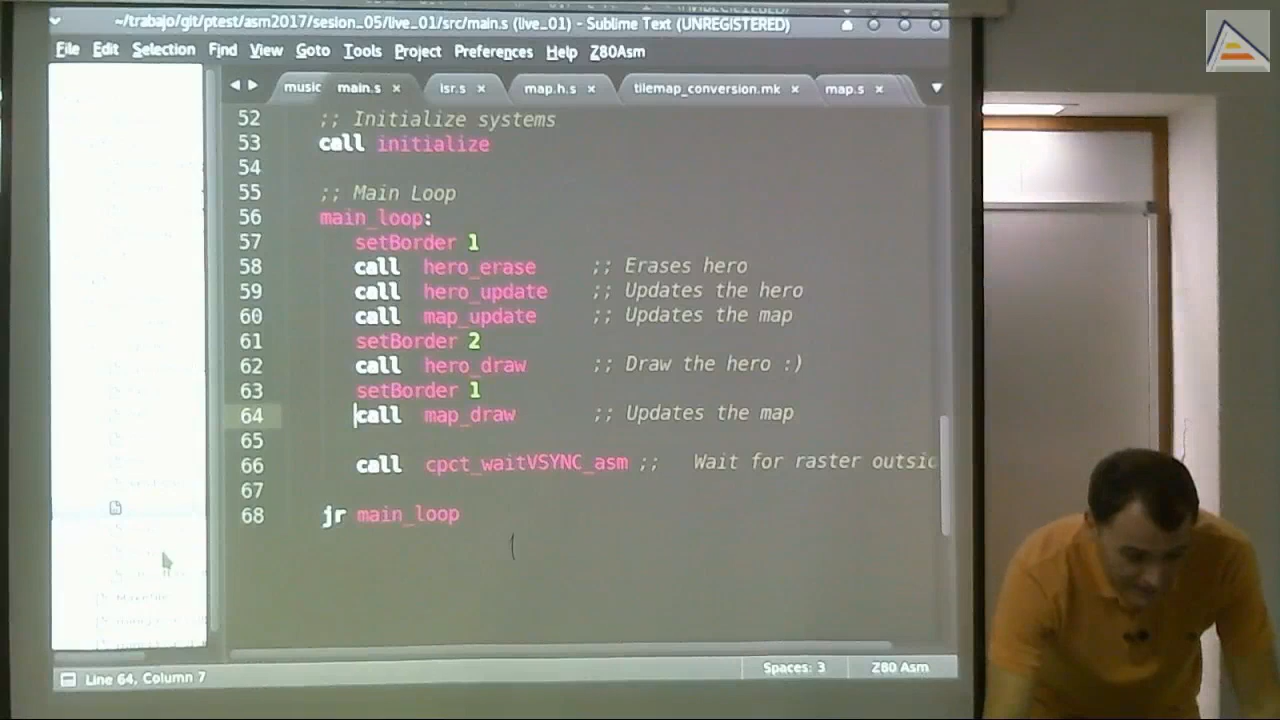 ~/trabajo/git/ptest/asm2017/sesion_05/live_01/src/main.s (live_01) - Sublime Text (UNREGISTERED)
File Edit Selection Find View Goto Tools Project Preferences Help Z80Asm
music main.s × isr.s × map.h.s × tilemap_conversion.mk × map.s ×
52 ;; Initialize systems
53 call initialize
54
55 ;; Main Loop
56 main_loop:
57 setBorder 1
58 call hero_erase ;; Erases hero
59 call hero_update ;; Updates the hero
60 call map_update ;; Updates the map
61 setBorder 2
62 call hero_draw ;; Draw the hero :)
63 setBorder 1
64 call map_draw ;; Updates the map
65
66 call cpct_waitVSYNC_asm ;; Wait for raster outsid
67
68 jr main_loop
Line 64, Column 7 Spaces: 3 Z80 Asm